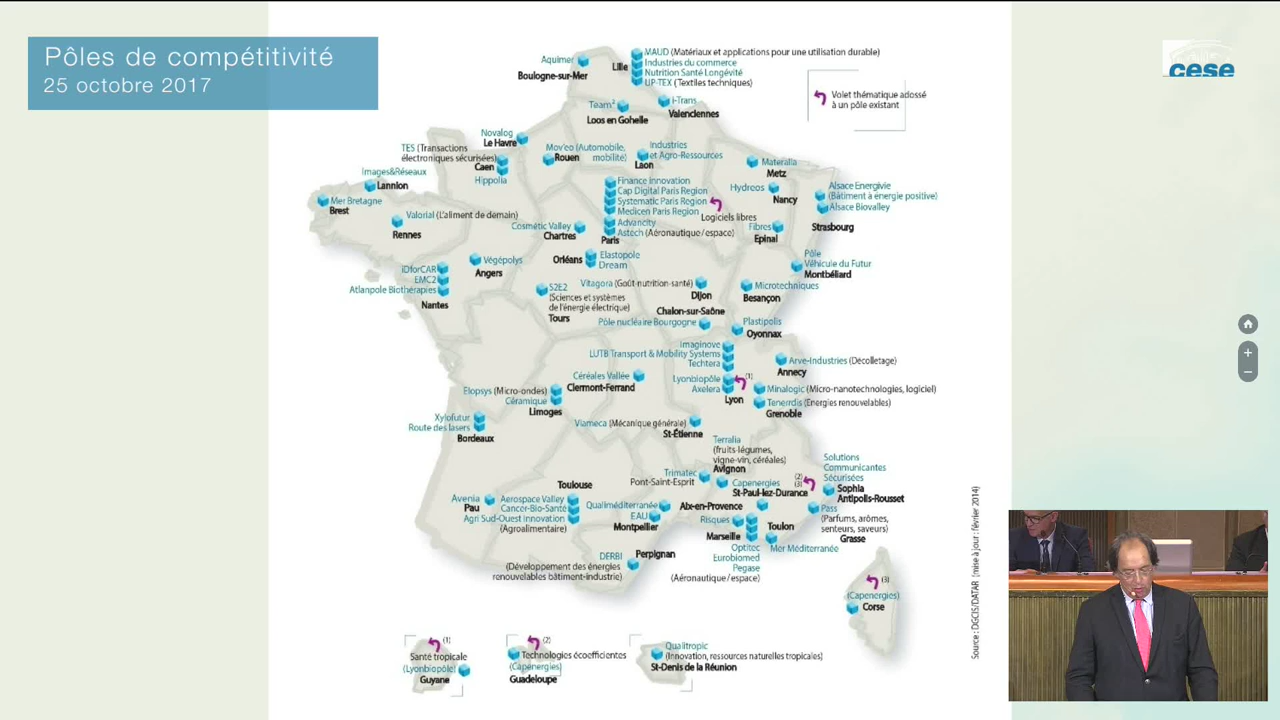 Pôles de compétitivité
25 octobre 2017
cese
Aquimer
Boulogne-sur-Mer
Lille
MAUD (Matériaux et applications pour une utilisation durable)
Industries du commerce
Nutrition Santé Longévité
UP-TEX (Textiles techniques)
Volet thématique adossé
à un pôle existant
Team²
Loos en Gohelle
i-Trans
Valenciennes
Novalog
Le Havre
TES (Transactions
électroniques sécurisées)
Caen
Hippolia
Mov'eo (Automobile,
mobilité)
Rouen
Industries
et Agro-Ressources
Laon
Materalia
Metz
Hydreos
Nancy
Alsace Energivie
(Bâtiment à énergie positive)
Alsace Biovalley
Strasbourg
Images&Réseaux
Lannion
Mer Bretagne
Brest
Valorial (L'aliment de demain)
Rennes
Finance Innovation
Cap Digital Paris Region
Systematic Paris Region
Medicen Paris Region
Logiciels libres
Advancity
Astech (Aéronautique/espace)
Paris
Cosmetic Valley
Chartres
Fibres
Epinal
Orléans
Elastopole
Dream
Pôle
Véhicule du Futur
Montbéliard
Végépolys
Angers
iDforCAR
EMC2
Atlanpole Biothérapies
Nantes
S2E2
(Sciences et systèmes
de l'énergie électrique)
Tours
Vitagora (Goût-nutrition-santé)
Dijon
Microtechniques
Besançon
Chalon-sur-Saône
Pôle nucléaire Bourgogne
Plastipolis
Oyonnax
Imaginove
LUTB Transport & Mobility Systems
Techtera
Lyonbiopôle
(1)
Axelera
Lyon
Arve-Industries (Décolletage)
Annecy
Céréales Vallée
Clermont-Ferrand
Minalogic (Micro-nanotechnologies, logiciel)
Tenerrdis (Energies renouvelables)
Grenoble
Elopsys (Micro-ondes)
Céramique
Limoges
Xylofutur
Route des lasers
Bordeaux
Viameca (Mécanique générale)
St-Étienne
Terralia
(fruits-légumes,
vigne-vin, céréales)
Avignon
Trimatec
Pont-Saint-Esprit
Capenergies
(2)
(3)
St-Paul-lez-Durance
Solutions
Communicantes
Sécurisées
Sophia
Antipolis-Rousset
Toulouse
Avenia
Pau
Aerospace Valley
Cancer-Bio-Santé
Agri Sud-Ouest Innovation
(Agroalimentaire)
Qualiméditerranée
EAU
Montpellier
Aix-en-Provence
Risques
Marseille
Optitec
Eurobiomed
Pegase
(Aéronautique/espace)
Toulon
Mer Méditerranée
Pass
(Parfums, arômes,
senteurs, saveurs)
Grasse
DERBI
(Développement des énergies
renouvelables bâtiment-industrie)
Perpignan
(3)
(Capenergies)
Corse
(1)
Santé tropicale
(Lyonbiopôle)
Guyane
(2)
Technologies écoefficientes
(Capenergies)
Guadeloupe
Qualitropic
(Innovation, ressources naturelles tropicales)
St-Denis de la Réunion
Source : DGCIS/DATAR (mise à jour : février 2014)